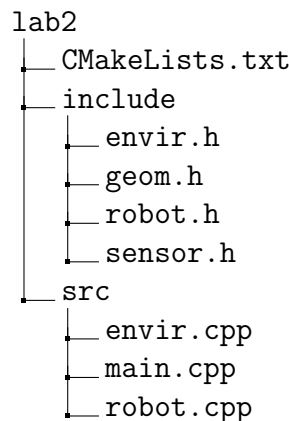 lab2
CMakeLists.txt
include
envir.h
geom.h
robot.h
sensor.h
src
envir.cpp
main.cpp
robot.cpp